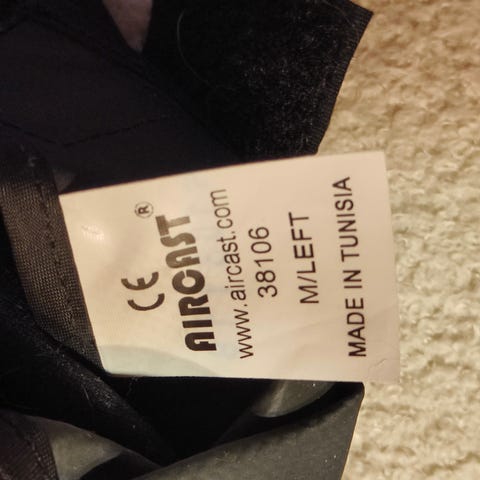 CE
AIRCAST®
www.aircast.com
38106
M/LEFT
MADE IN TUNISIA